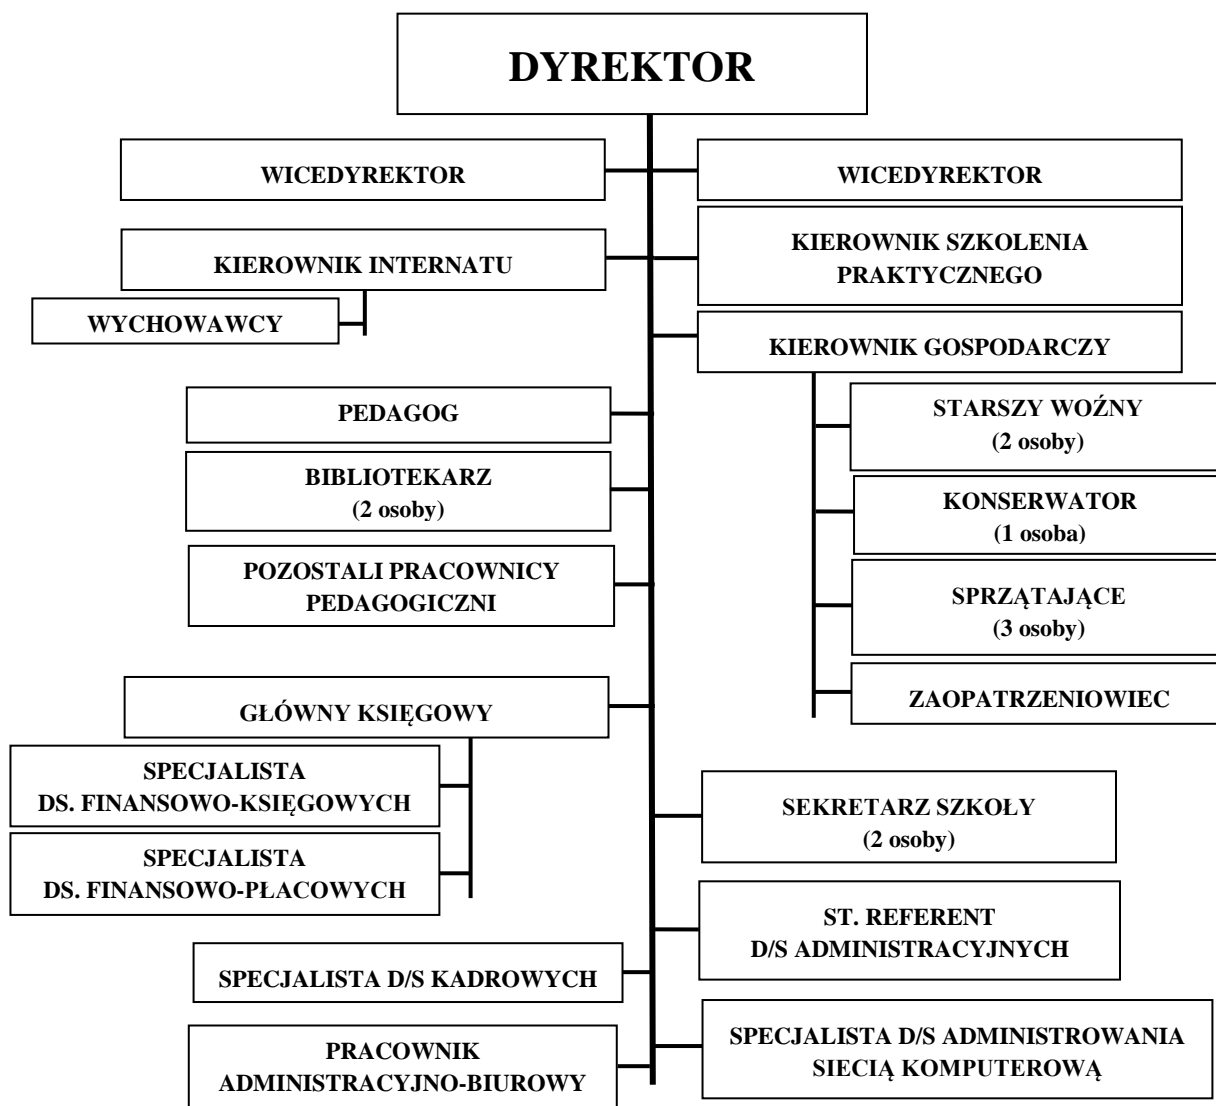 DYREKTOR
WICEDYREKTOR
WICEDYREKTOR
KIEROWNIK INTERNATU
KIEROWNIK SZKOLENIA
PRAKTYCZNEGO
WYCHOWAWCY
KIEROWNIK GOSPODARCZY
PEDAGOG
STARSZY WOŹNY
(2 osoby)
BIBLIOTEKARZ
(2 osoby)
KONSERWATOR
(1 osoba)
POZOSTALI PRACOWNICY
PEDAGOGICZNI
SPRZĄTAJĄCE
(3 osoby)
ZAOPATRZENIOWIEC
GŁÓWNY KSIĘGOWY
SPECJALISTA
DS. FINANSOWO-KSIĘGOWYCH
SPECJALISTA
DS. FINANSOWO-PŁACOWYCH
SEKRETARZ SZKOŁY
(2 osoby)
ST. REFERENT
D/S ADMINISTRACYJNYCH
SPECJALISTA D/S KADROWYCH
SPECJALISTA D/S ADMINISTROWANIA
SIECIĄ KOMPUTEROWĄ
PRACOWNIK
ADMINISTRACYJNO-BIUROWY